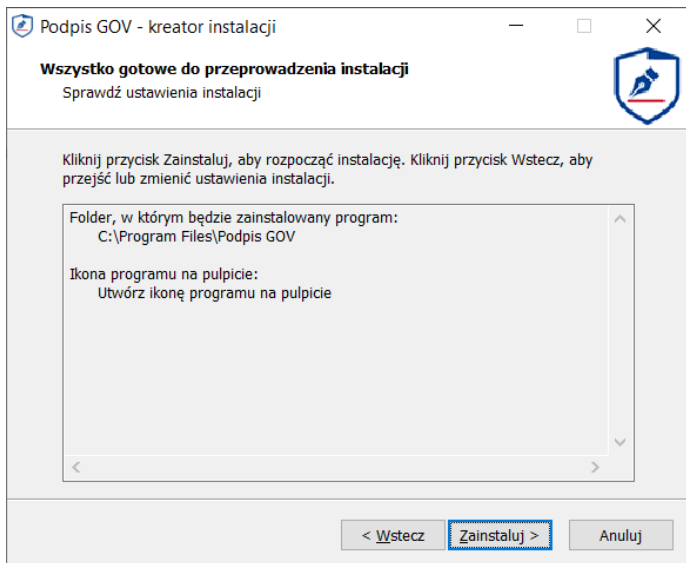 Podpis GOV - kreator instalacji
Wszystko gotowe do przeprowadzenia instalacji
Sprawdź ustawienia instalacji
Kliknij przycisk Zainstaluj, aby rozpocząć instalację. Kliknij przycisk Wstecz, aby
przejść lub zmienić ustawienia instalacji.
Folder, w którym będzie zainstalowany program:
C:\Program Files\Podpis GOV
Ikona programu na pulpicie:
Utwórz ikonę programu na pulpicie
< Wstecz
Zainstaluj >
Anuluj